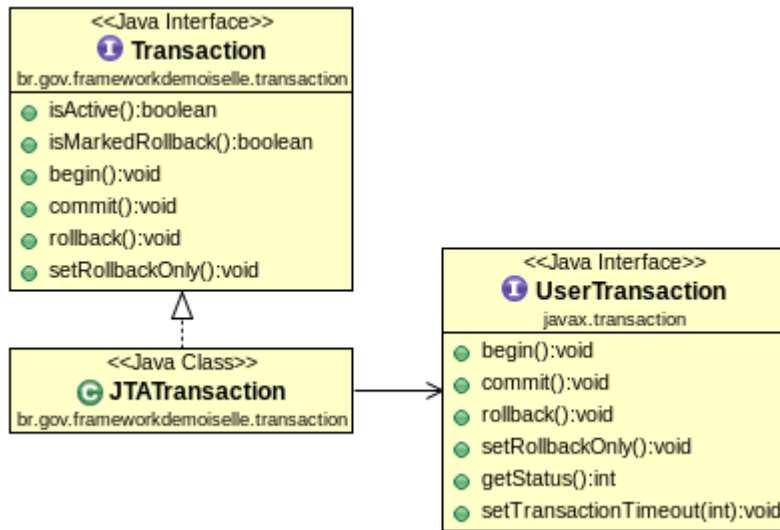 <<Java Interface>>
Transaction
br.gov.frameworkdemoiselle.transaction
isActive():boolean
isMarkedRollback():boolean
begin():void
commit():void
rollback():void
setRollbackOnly():void
<<Java Class>>
JTATransaction
br.gov.frameworkdemoiselle.transaction
<<Java Interface>>
UserTransaction
javax.transaction
begin():void
commit():void
rollback():void
setRollbackOnly():void
getStatus():int
setTransactionTimeout(int):void